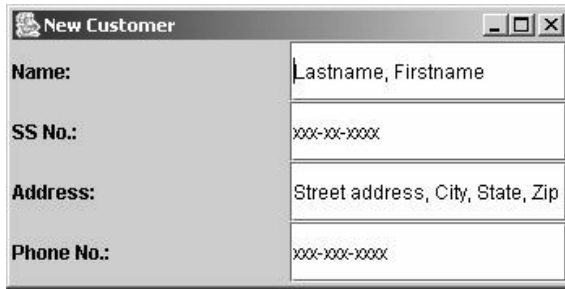 New Customer
Name: Lastname, Firstname
SS No.: xxx-xx-xxxx
Address: Street address, City, State, Zip
Phone No.: xxx-xxx-xxxx